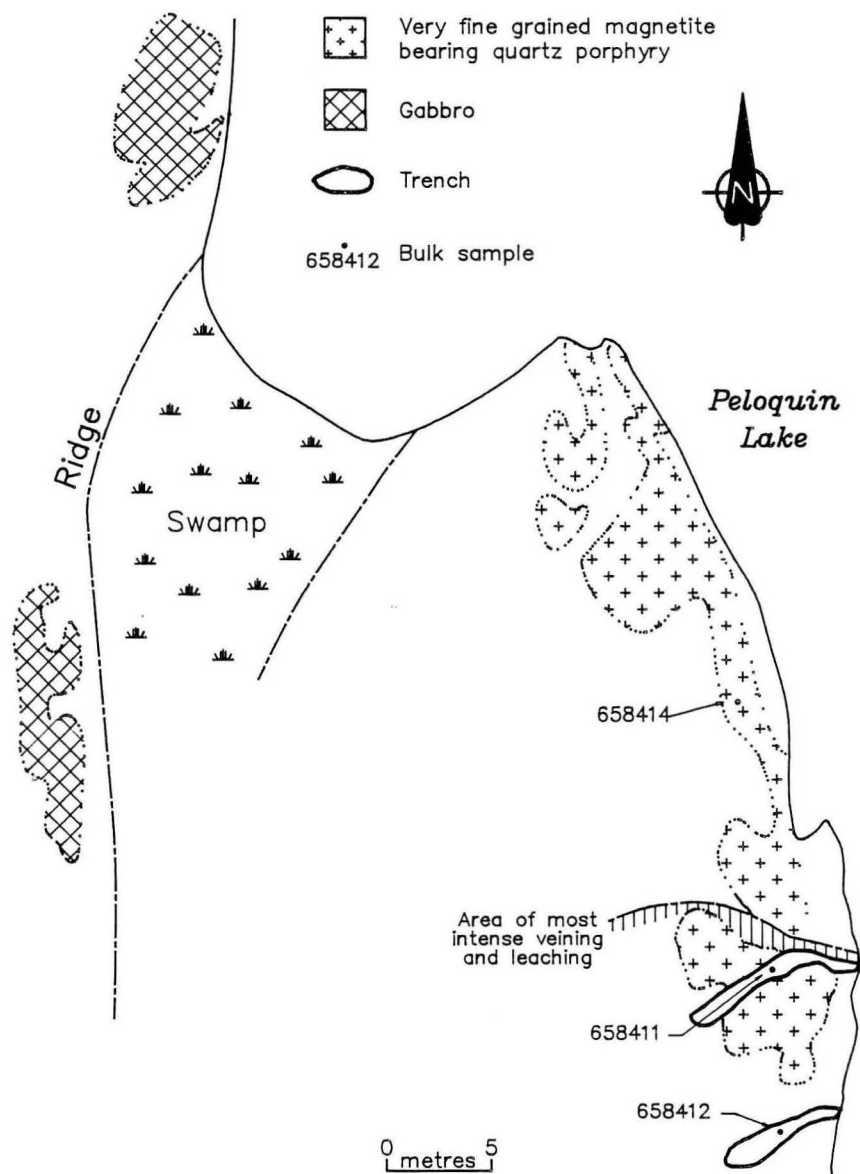 Very fine grained magnetite
bearing quartz porphyry
Gabbro
Trench
658412
Bulk sample
N
Peloquin
Lake
Ridge
Swamp
658414
Area of most
intense veining
and leaching
658411
658412
0 metres 5